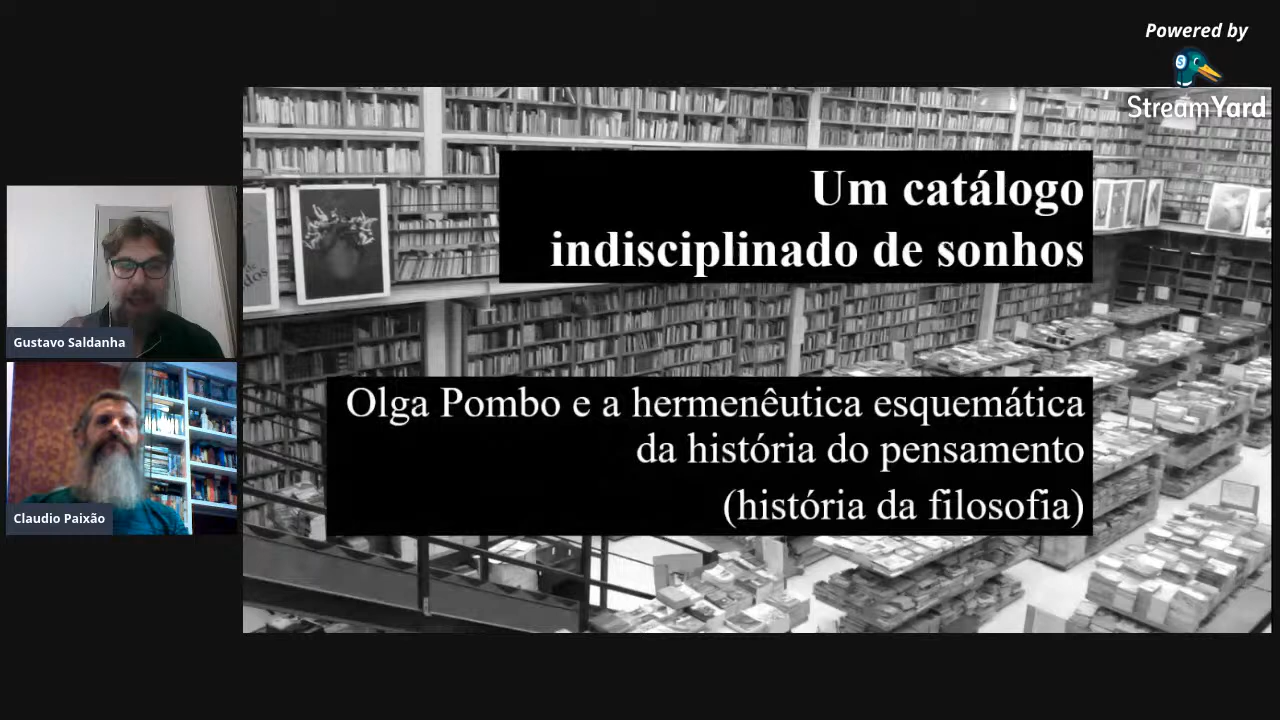 Powered by
StreamYard
Um catálogo
indisciplinado de sonhos
Olga Pombo e a hermenêutica esquemática
da história do pensamento
(história da filosofia)
Gustavo Saldanha
Claudio Paixão